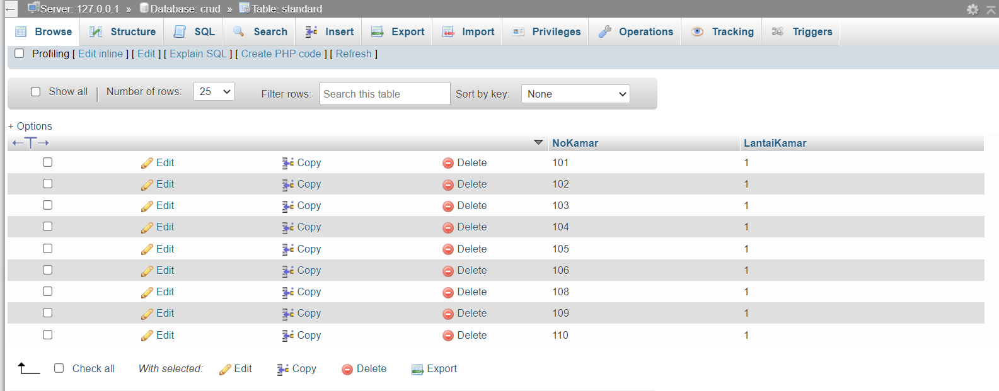 ← Server: 127.0.0.1 » Database: crud » Table: standard
Browse Structure SQL Search Insert Export Import Privileges Operations Tracking Triggers
Profiling [ Edit inline ] [ Edit ] [ Explain SQL ] [ Create PHP code ] [ Refresh ]
Show all Number of rows: 25 Filter rows: Search this table Sort by key: None
+ Options
←T→ NoKamar LantaiKamar
Edit Copy Delete 101 1
Edit Copy Delete 102 1
Edit Copy Delete 103 1
Edit Copy Delete 104 1
Edit Copy Delete 105 1
Edit Copy Delete 106 1
Edit Copy Delete 108 1
Edit Copy Delete 109 1
Edit Copy Delete 110 1
Check all With selected: Edit Copy Delete Export